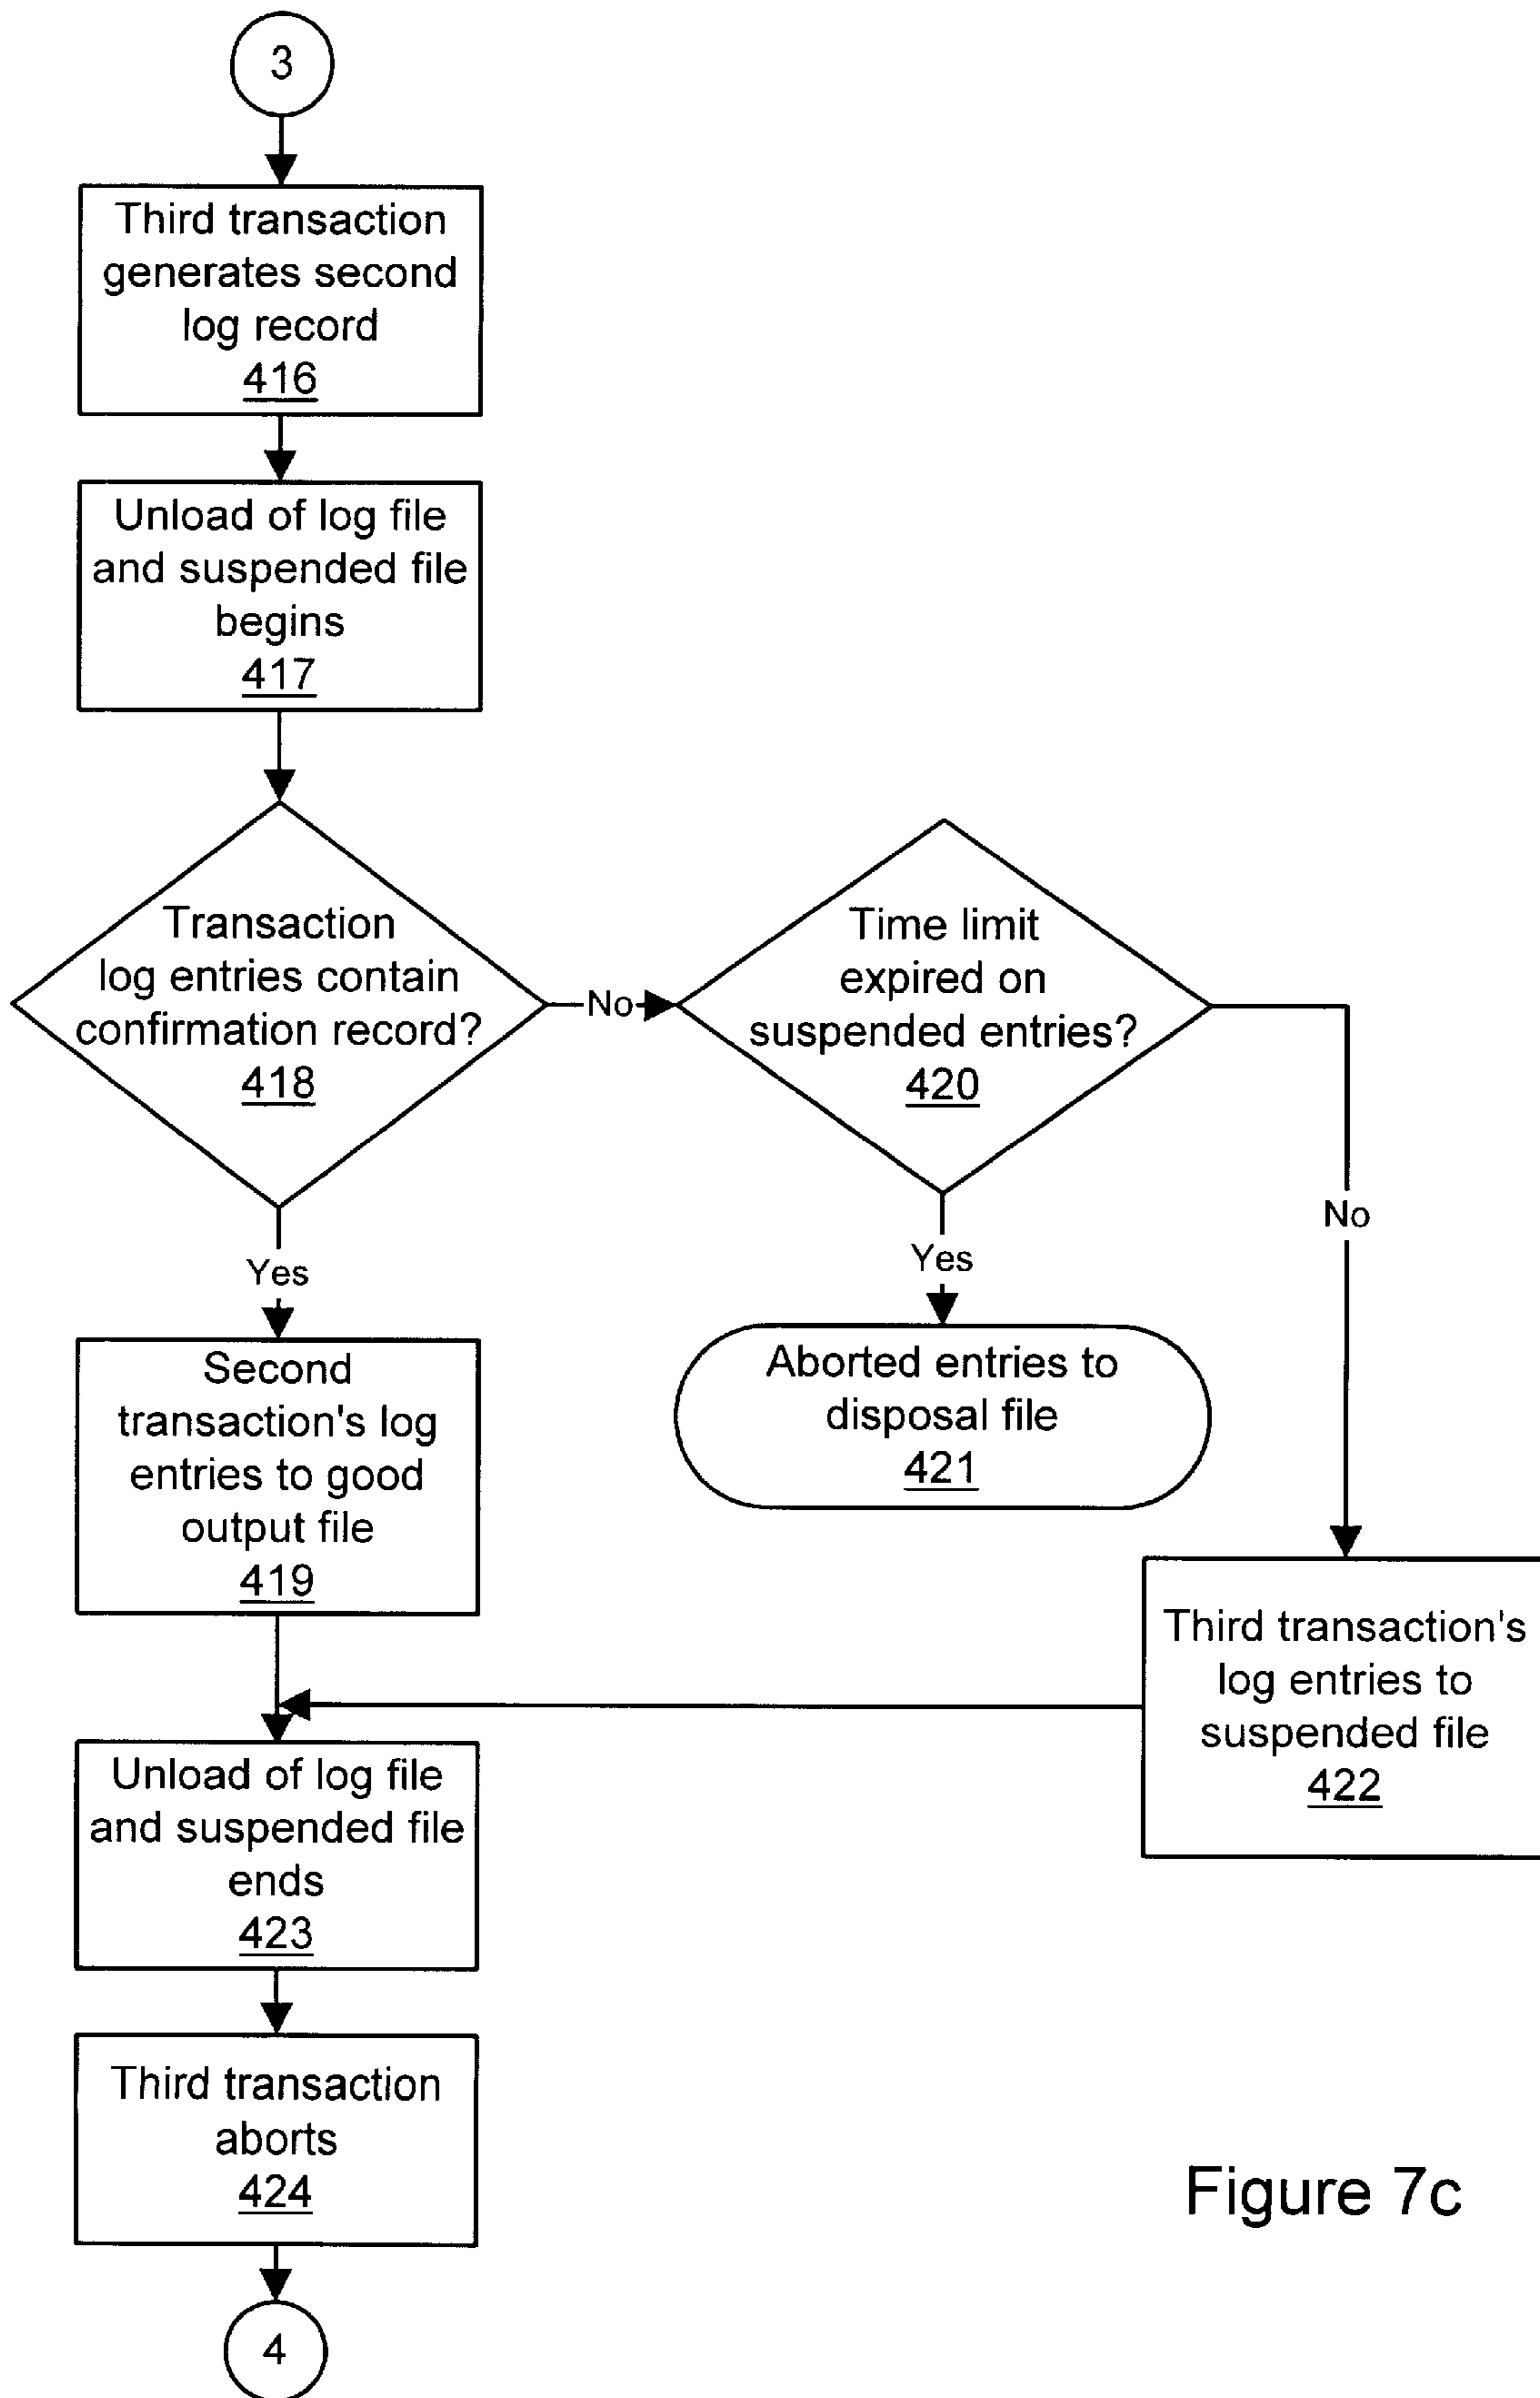 3
Third transaction
generates second
log record
416
Unload of log file
and suspended file
begins
417
Transaction
log entries contain
confirmation record?
418
No
Time limit
expired on
suspended entries?
420
No
Yes
Yes
Second
transaction's log
entries to good
output file
419
Aborted entries to
disposal file
421
Third transaction's
log entries to
suspended file
422
Unload of log file
and suspended file
ends
423
Third transaction
aborts
424
Figure 7c
4